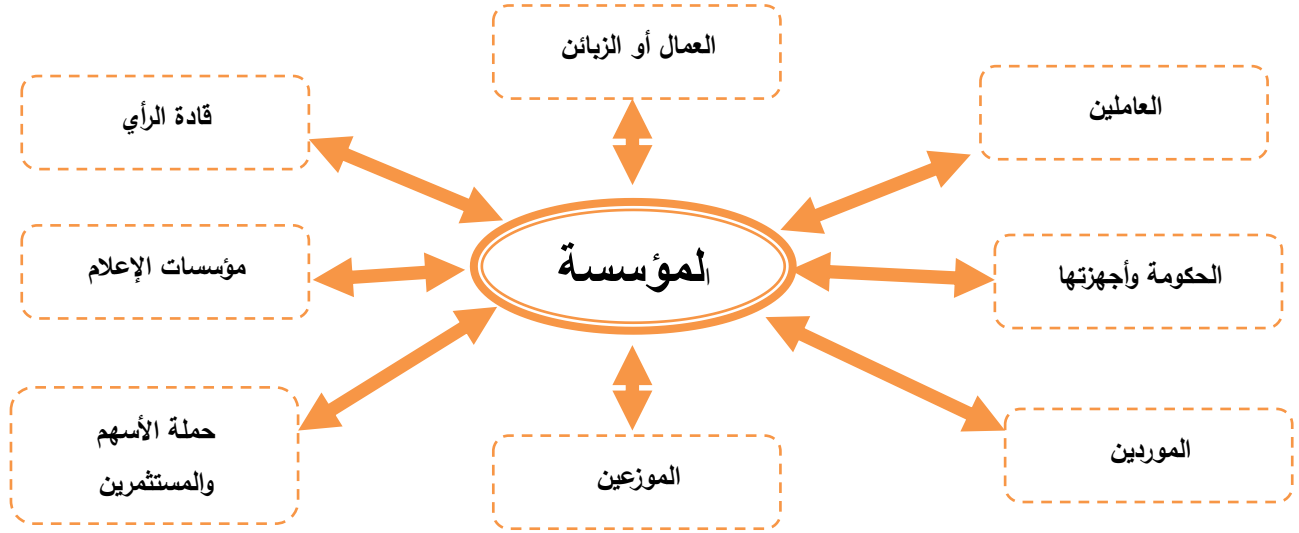 العمال أو الزبائن
العاملين
قادة الرأي
الحكومة وأجهزتها
المؤسسة
مؤسسات الإعلام
الموردين
الموزعين
حملة الأسهم
والمستثمرين